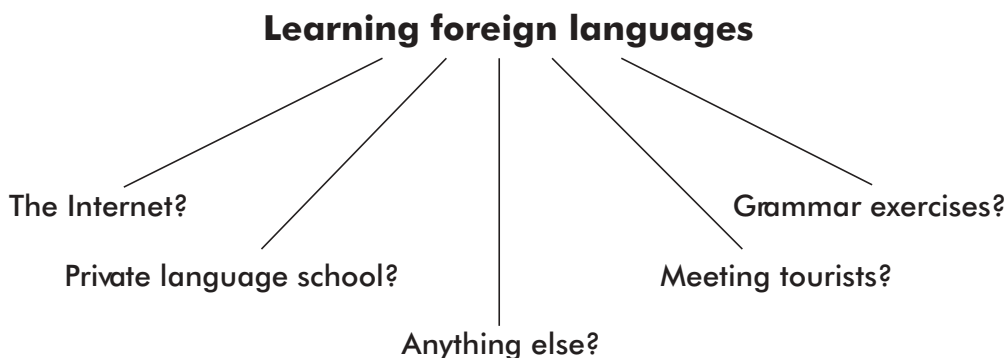 Learning foreign languages
The Internet?
Grammar exercises?
Private language school?
Meeting tourists?
Anything else?